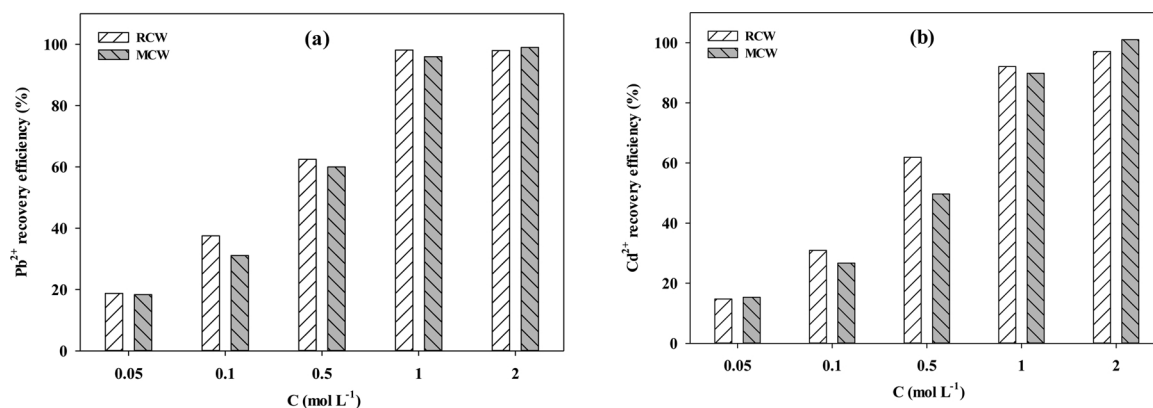 (a)
RCW
MCW
Pb²⁺ recovery efficiency (%)
100
80
60
40
20
0
0.05 0.1 0.5 1 2
C (mol L⁻¹)
(b)
RCW
MCW
Cd²⁺ recovery efficiency (%)
100
80
60
40
20
0
0.05 0.1 0.5 1 2
C (mol L⁻¹)